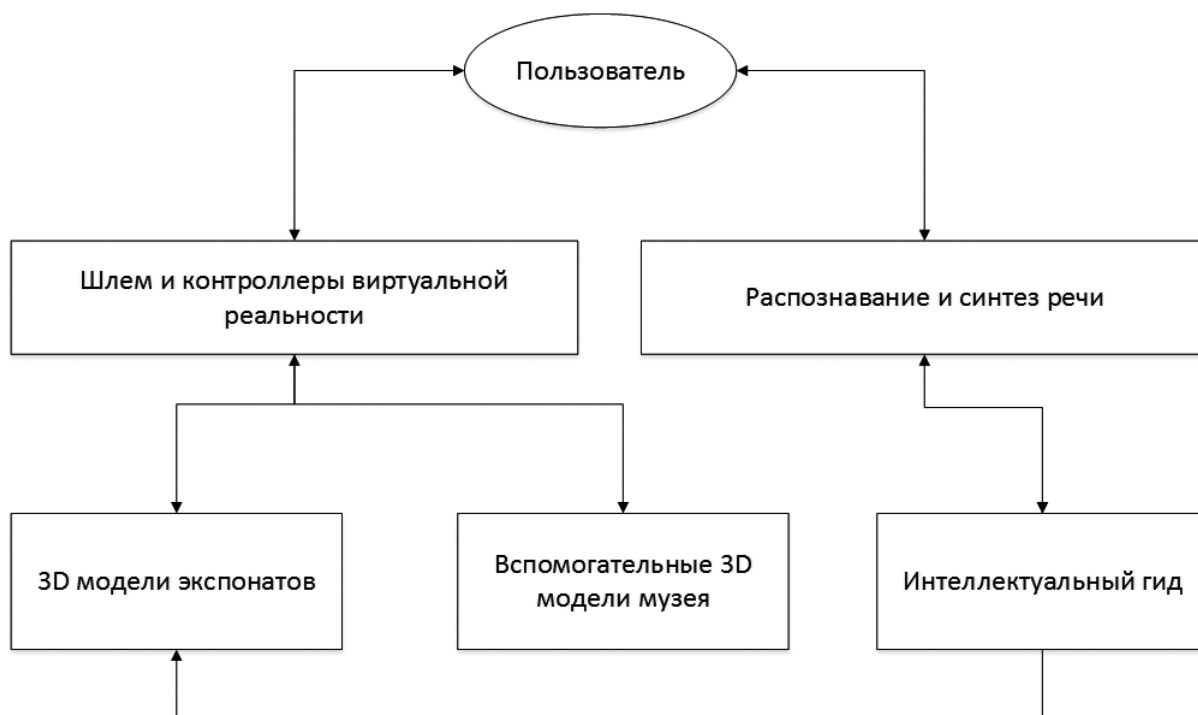 Пользователь
Шлем и контроллеры виртуальной
реальности
Распознавание и синтез речи
3D модели экспонатов
Вспомогательные 3D
модели музея
Интеллектуальный гид